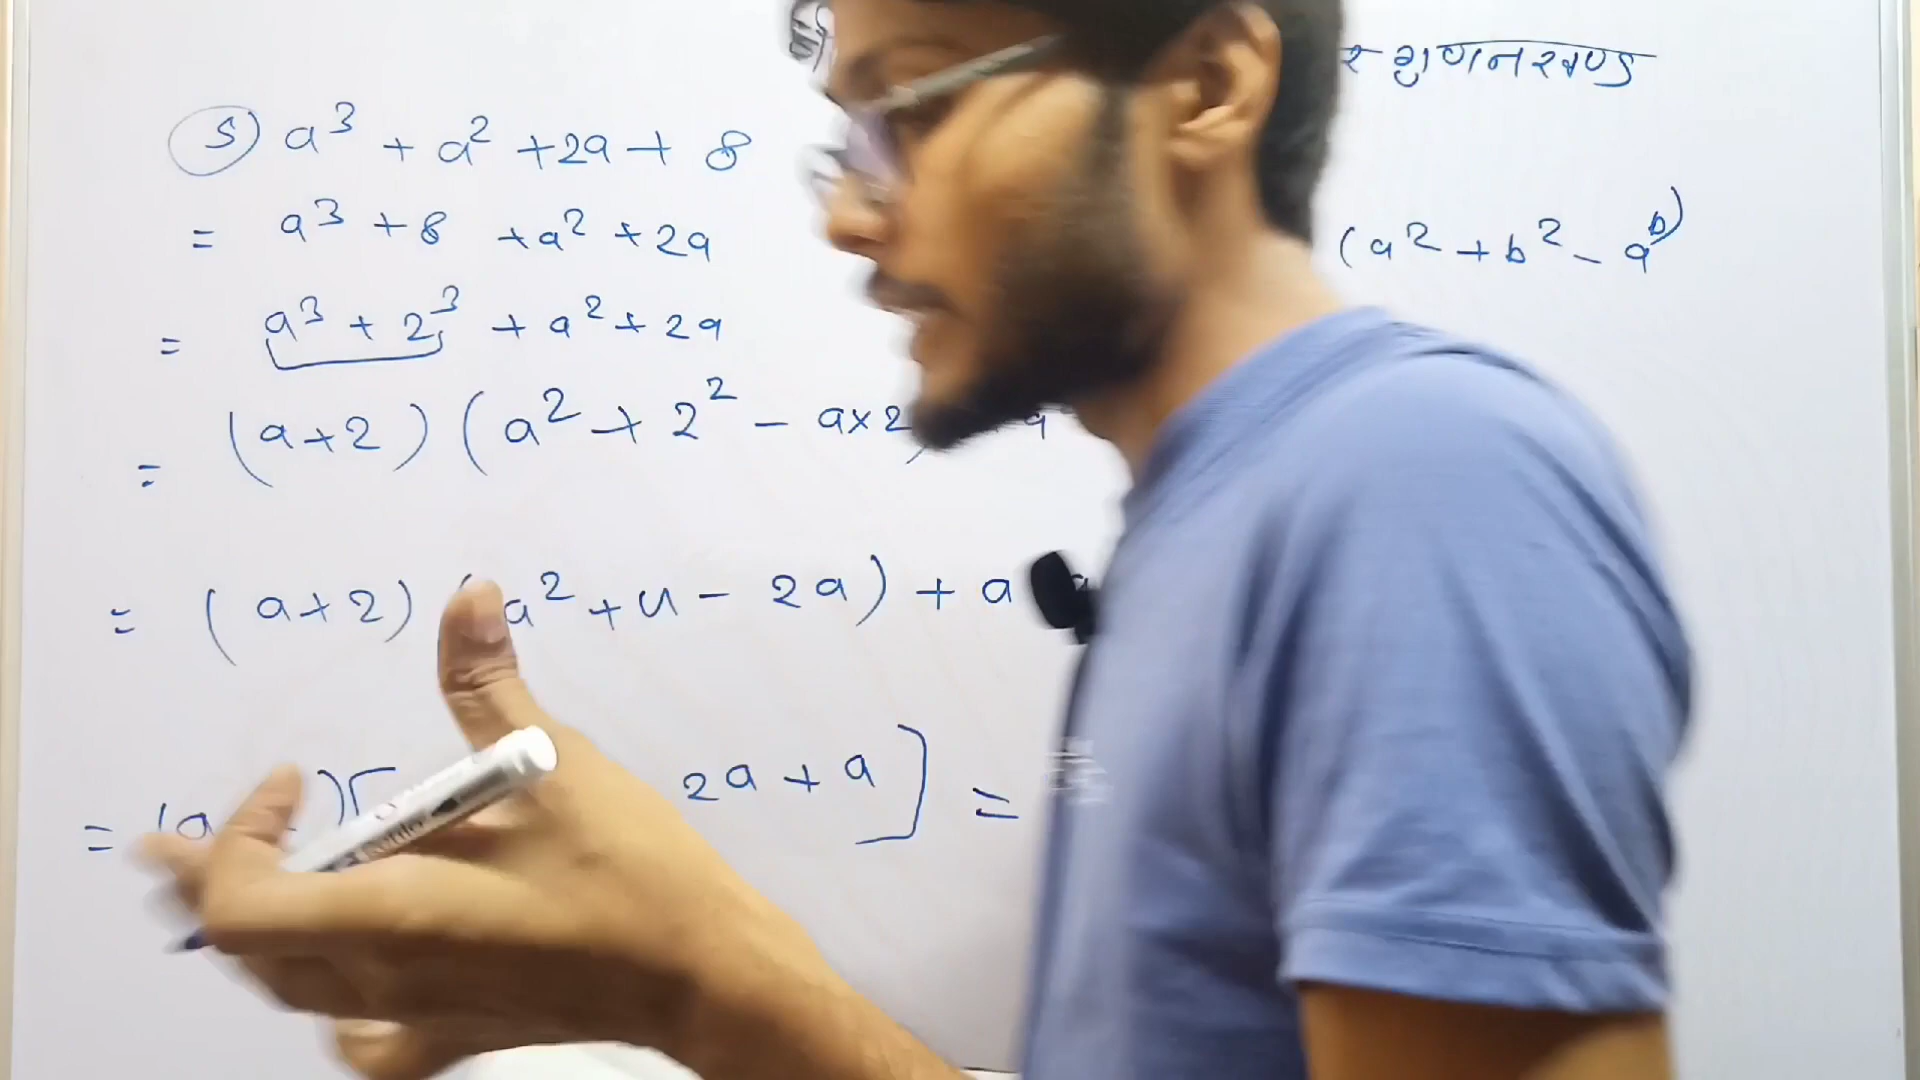 गुणनखण्ड
5) a³ + a² + 2a + 8
= a³ + 8 + a² + 2a
(a² + b² - ab)
= a³ + 2³ + a² + 2a
= (a+2) (a² + 2² - a×2
= (a+2) (a² + 4 - 2a) + a
= (a 2a + a] =